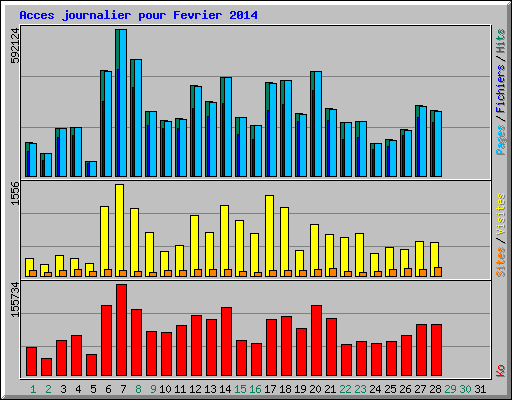 Acces journalier pour Fevrier 2014
592124
Pages / Fichiers / Hits
1556
Sites / Visites
155734
Ko
1 2 3 4 5 6 7 8 9 10 11 12 13 14 15 16 17 18 19 20 21 22 23 24 25 26 27 28 29 30 31